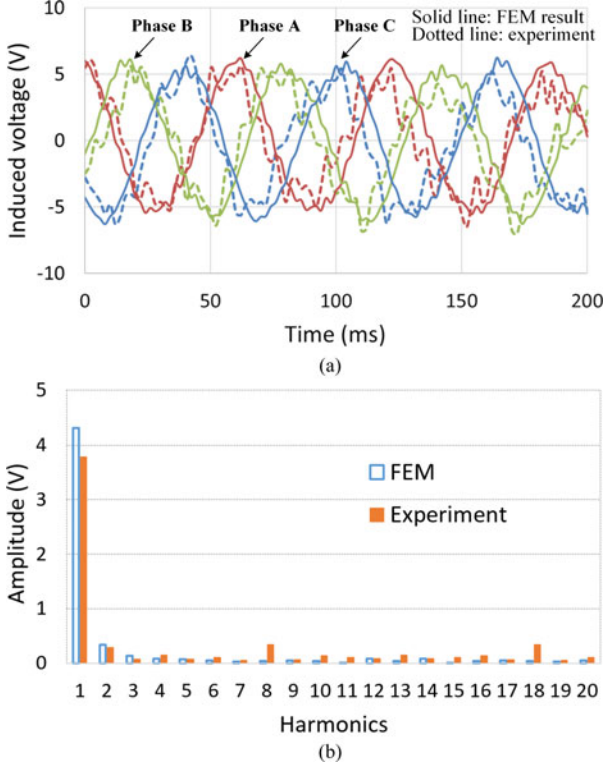 Phase B
Phase A
Phase C
Solid line: FEM result
Dotted line: experiment
10
5
0
-5
-10
Induced voltage (V)
0
50
100
150
200
Time (ms)
(a)
5
4
3
2
1
0
Amplitude (V)
FEM
Experiment
1 2 3 4 5 6 7 8 9 10 11 12 13 14 15 16 17 18 19 20
Harmonics
(b)